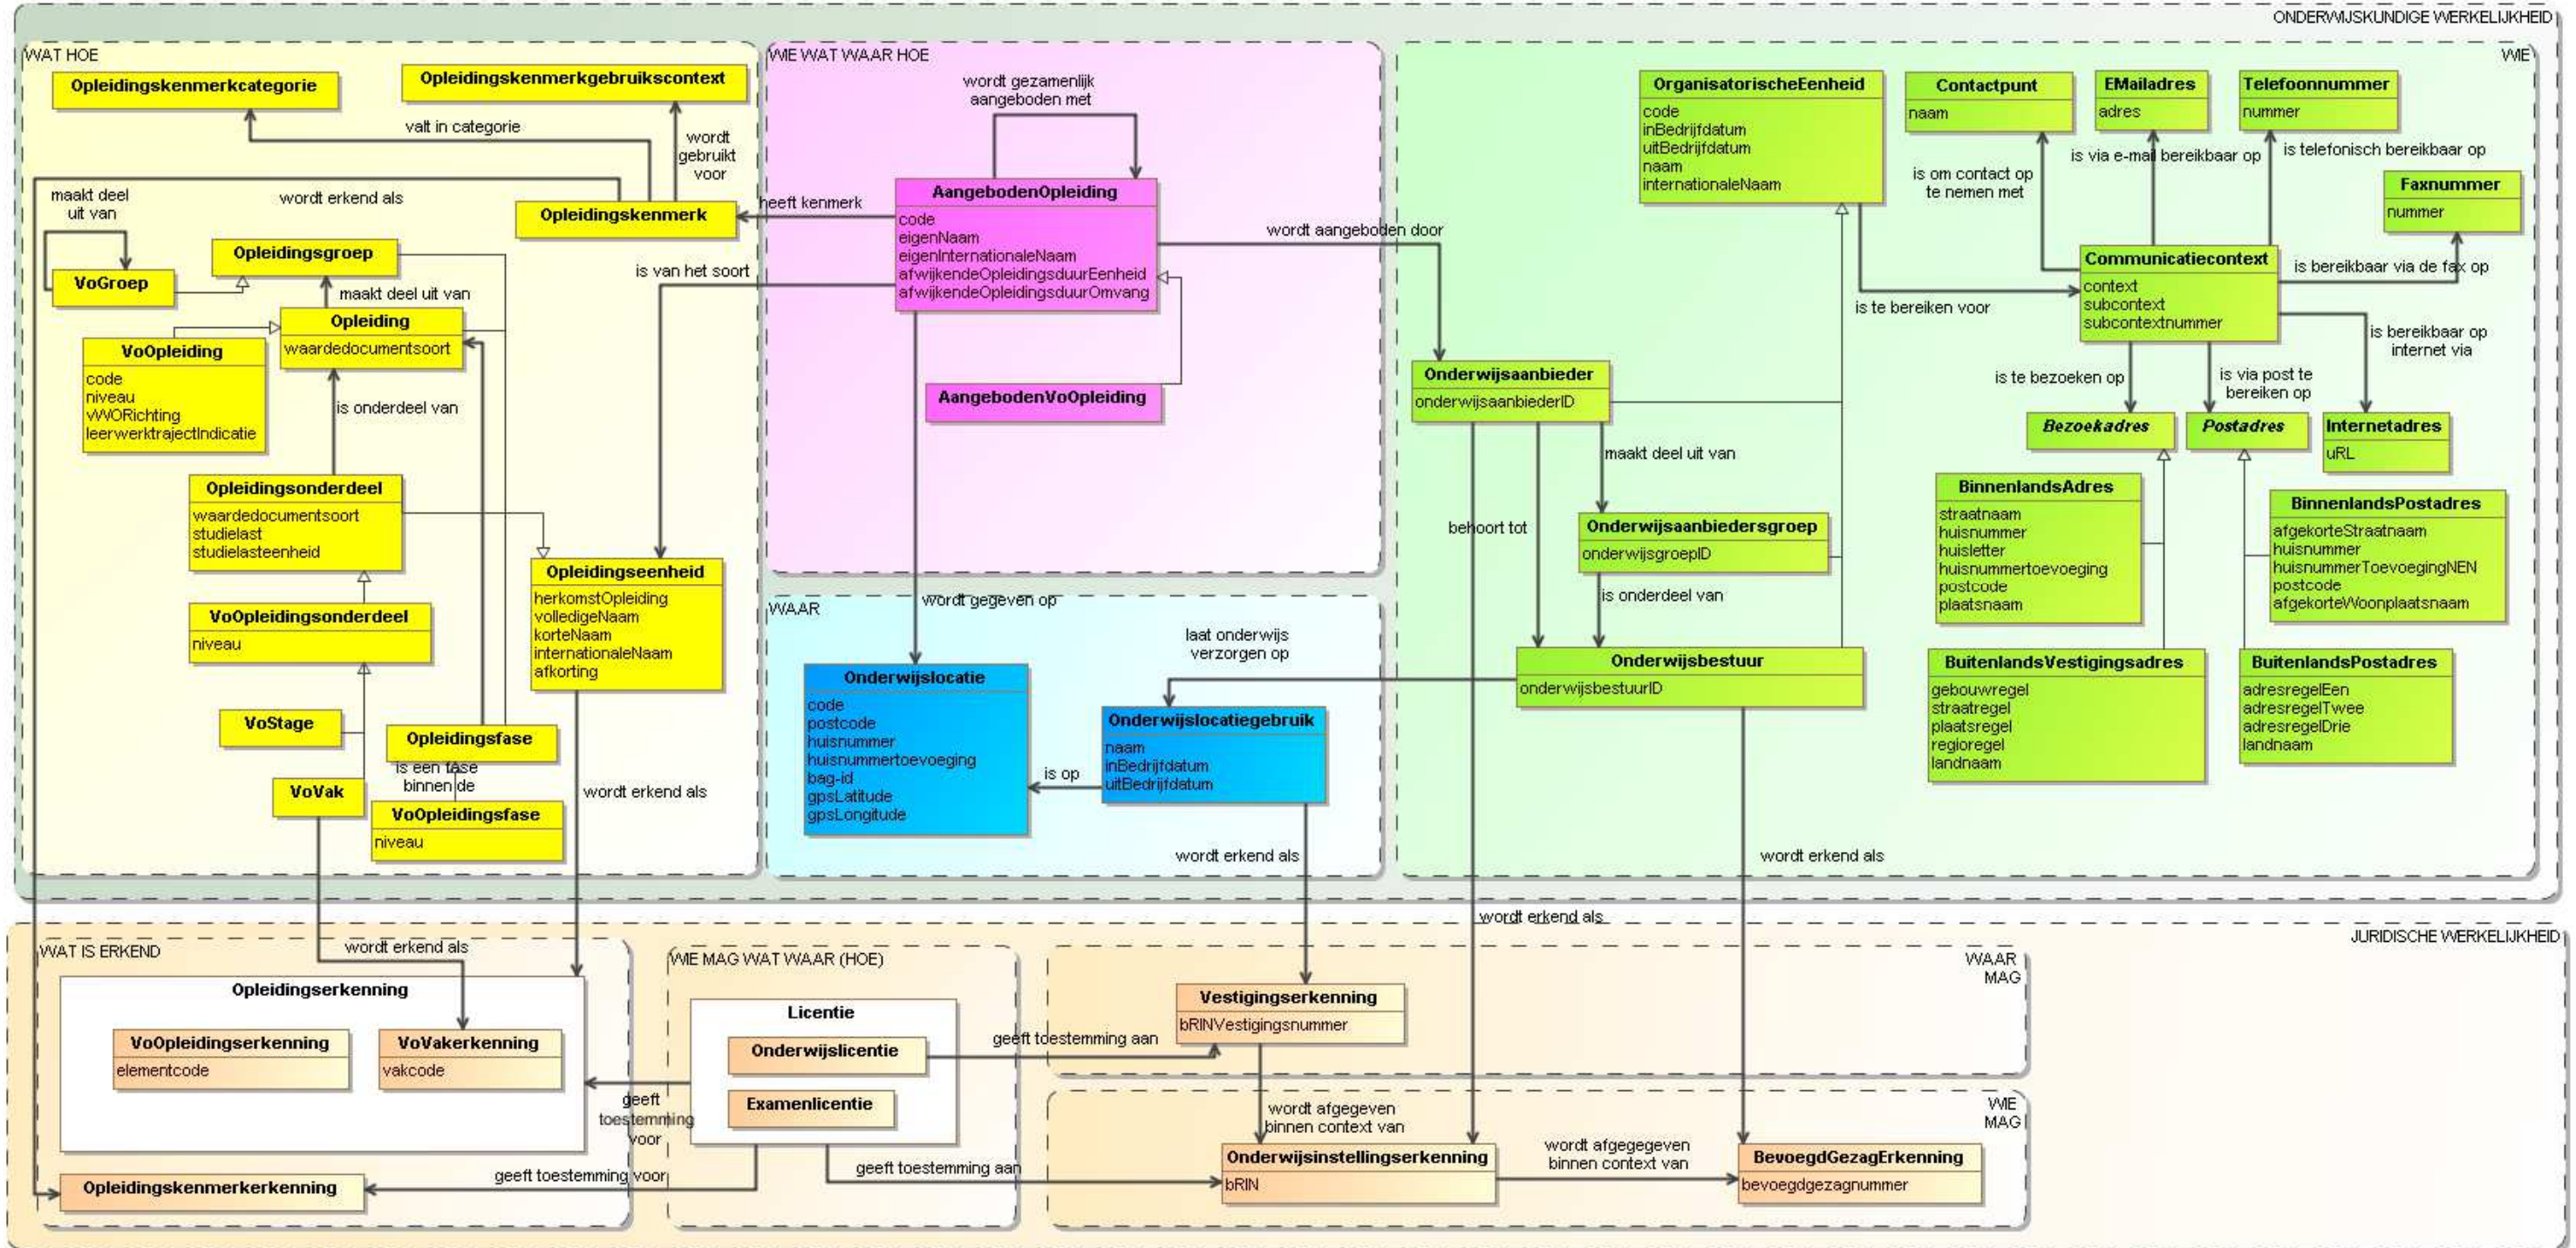 ONDERWIJSKUNDIGE WERKELIJKHEID
WAT HOE
Opleidingskenmerkcategorie
Opleidingskenmerkgebruikscontext
valt in categorie
wordt
gebruikt
voor
maakt deel
uit van
wordt erkend als
Opleidingskenmerk
VoGroep
Opleidingsgroep
maakt deel uit van
Opleiding
waardedocumentsoort
VoOpleiding
code
niveau
vWORichting
leerwerktrajectIndicatie
is onderdeel van
Opleidingsonderdeel
waardedocumentsoort
studielast
studielasteenheid
VoOpleidingsonderdeel
niveau
Opleidingseenheid
herkomstOpleiding
volledigeNaam
korteNaam
internationaleNaam
afkorting
VoStage
VoVak
Opleidingsfase
is een fase
binnen de
VoOpleidingsfase
niveau
wordt erkend als
WIE WAT WAAR HOE
wordt gezamenlijk
aangeboden met
AangebodenOpleiding
code
eigenNaam
eigenInternationaleNaam
afwijkendeOpleidingsduurEenheid
afwijkendeOpleidingsduurOmvang
heeft kenmerk
is van het soort
wordt aangeboden door
AangebodenVoOpleiding
wordt gegeven op
WAAR
Onderwijslocatie
code
postcode
huisnummer
huisnummertoevoeging
bag-id
gpsLatitude
gpsLongitude
laat onderwijs
verzorgen op
Onderwijslocatiegebruik
naam
inBedrijfdatum
uitBedrijfdatum
is op
wordt erkend als
WIE
OrganisatorischeEenheid
code
inBedrijfdatum
uitBedrijfdatum
naam
internationaleNaam
Contactpunt
naam
EMailadres
adres
Telefoonnummer
nummer
is om contact op
te nemen met
is via e-mail bereikbaar op
is telefonisch bereikbaar op
Faxnummer
nummer
Communicatiecontext
context
subcontext
subcontextnummer
is bereikbaar via de fax op
is te bereiken voor
is bereikbaar op
internet via
is te bezoeken op
is via post te
bereiken op
Bezoekadres
Postadres
Internetadres
uRL
Onderwijsaanbieder
onderwijsaanbiederID
maakt deel uit van
behoort tot
Onderwijsaanbiedersgroep
onderwijsgroepID
is onderdeel van
Onderwijsbestuur
onderwijsbestuurID
BinnenlandsAdres
straatnaam
huisnummer
huisletter
huisnummertoevoeging
postcode
plaatsnaam
BinnenlandsPostadres
afgekorteStraatnaam
huisnummer
huisnummerToevoegingNEN
postcode
afgekorteWoonplaatsnaam
BuitenlandsVestigingsadres
gebouwregel
straatregel
plaatsregel
regioregel
landnaam
BuitenlandsPostadres
adresregelEen
adresregelTwee
adresregelDrie
landnaam
wordt erkend als
wordt erkend als
JURIDISCHE WERKELIJKHEID
WAT IS ERKEND
wordt erkend als
Opleidingserkenning
VoOpleidingserkenning
elementcode
VoVakerkenning
vakcode
Opleidingskenmerkerkenning
WIE MAG WAT WAAR (HOE)
Licentie
Onderwijslicentie
Examenlicentie
geeft
toestemming
voor
geeft toestemming voor
geeft toestemming aan
geeft toestemming aan
WAAR
MAG
Vestigingserkenning
bRINVestigingsnummer
WIE
MAG
wordt afgegeven
binnen context van
Onderwijsinstellingserkenning
bRIN
wordt afgegegeven
binnen context van
BevoegdGezagErkenning
bevoegdgezagnummer